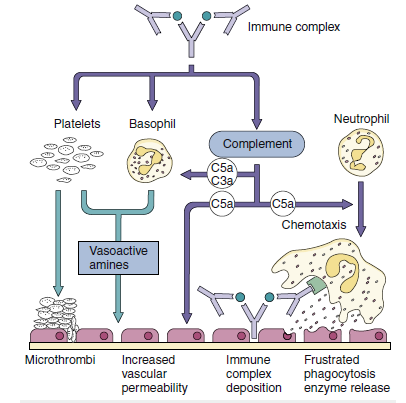 Immune complex
Platelets
Basophil
Neutrophil
Complement
C5a
C3a
C5a
C5a
Chemotaxis
Vasoactive
amines
Microthrombi
Increased
vascular
permeability
Immune
complex
deposition
Frustrated
phagocytosis
enzyme release